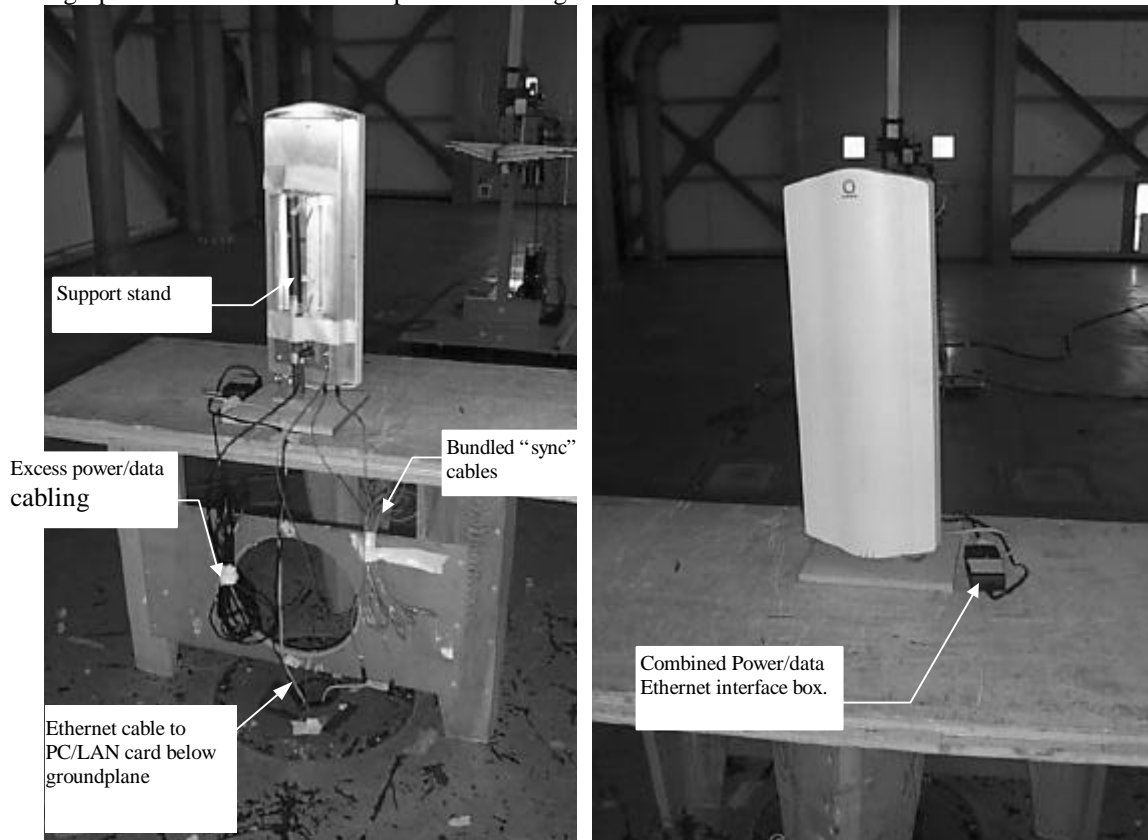 Support stand
Excess power/data
cabling
Bundled “sync”
cables
Ethernet cable to
PC/LAN card below
groundplane
Combined Power/data
Ethernet interface box.